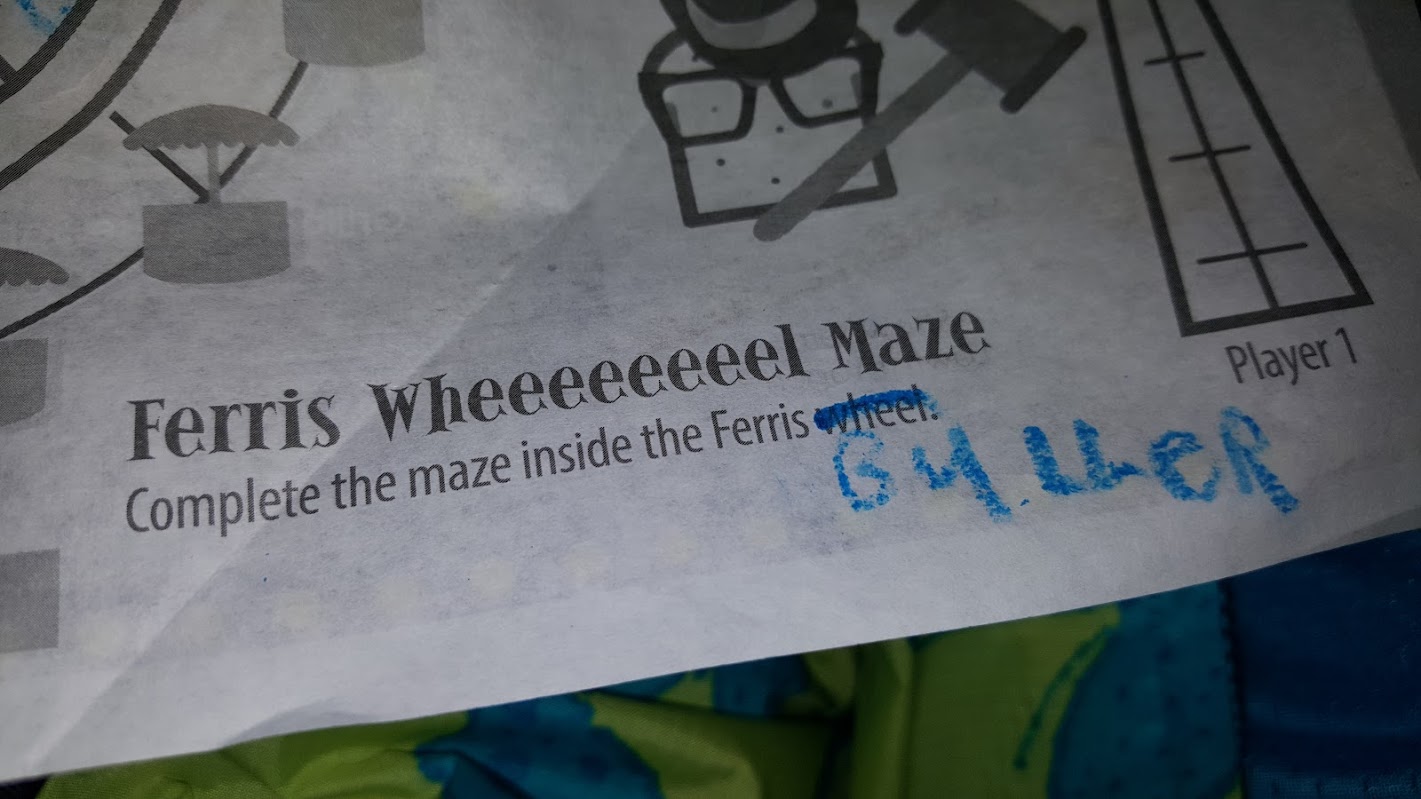 Player 1
Ferris Wheeeeeeeel Maze
Complete the maze inside the Ferris wheel.